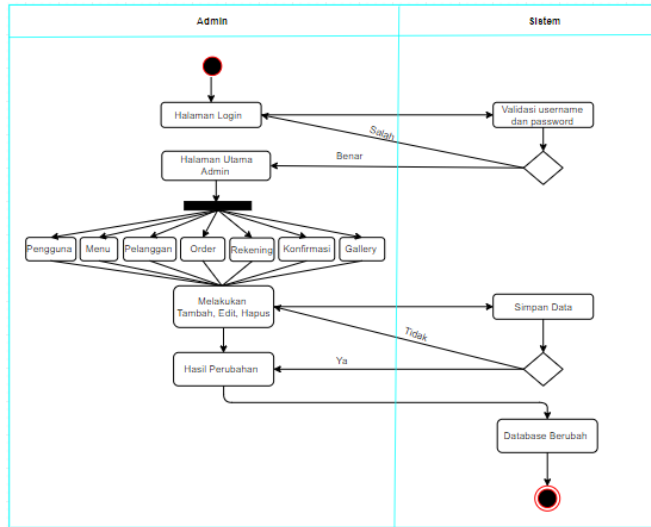 Admin
Sistem
Halaman Login
Validasi username
dan password
Salah
Benar
Halaman Utama
Admin
Pengguna
Menu
Pelanggan
Order
Rekening
Konfirmasi
Gallery
Melakukan
Tambah, Edit, Hapus
Simpan Data
Tidak
Ya
Hasil Perubahan
Database Berubah